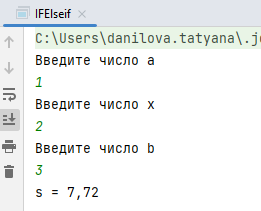 IFElseif
C:\Users\danilova.tatyana\.j
Введите число a
1
Введите число x
2
Введите число b
3
s = 7,72